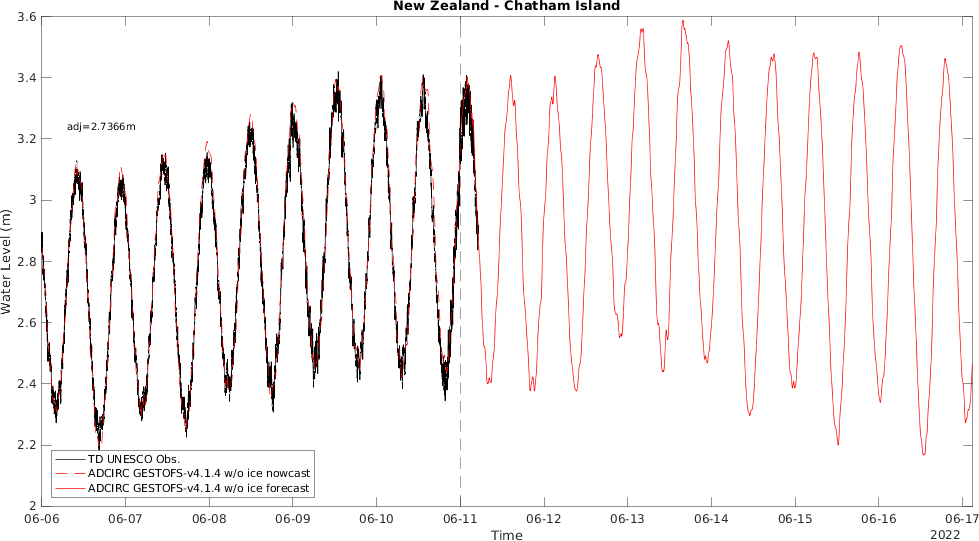 New Zealand - Chatham Island
3.6
3.4
3.2
3
2.8
2.6
2.4
2.2
2
Water Level (m)
adj=2.7366m
TD UNESCO Obs.
ADCIRC GESTOFS-v4.1.4 w/o ice nowcast
ADCIRC GESTOFS-v4.1.4 w/o ice forecast
06-06 06-07 06-08 06-09 06-10 06-11 06-12 06-13 06-14 06-15 06-16 06-17
Time
2022